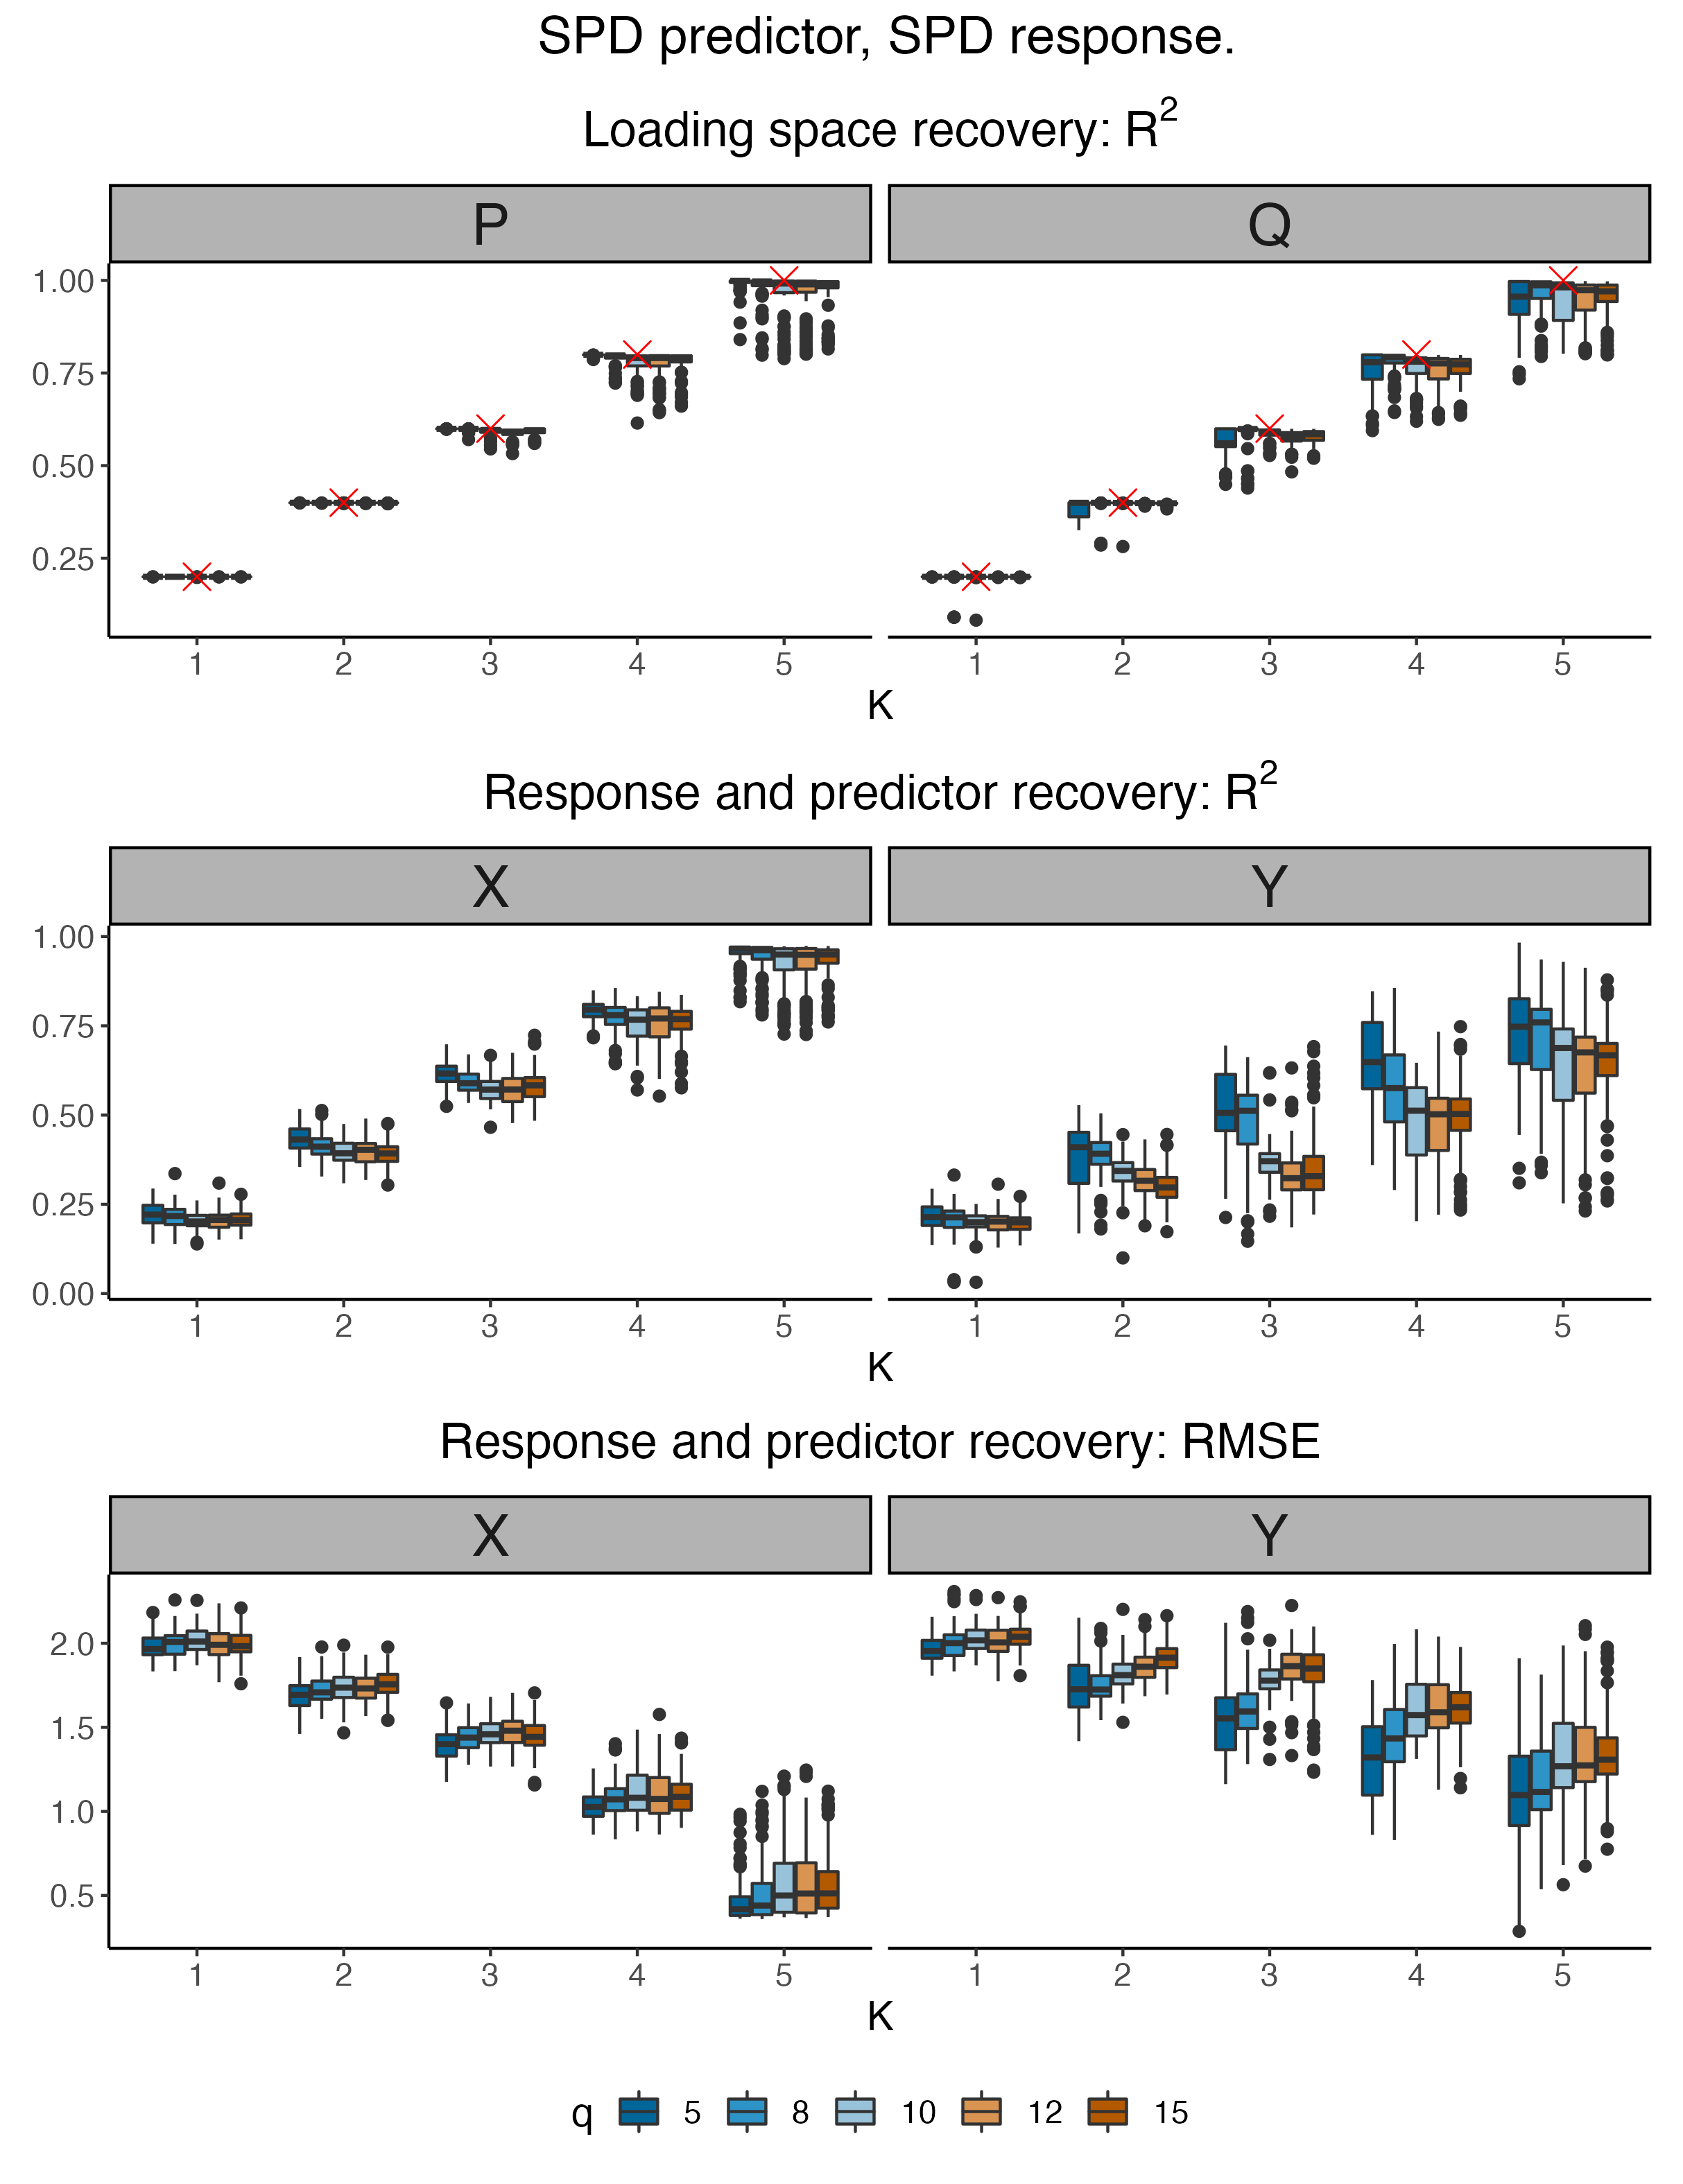 SPD predictor, SPD response.
Loading space recovery: R²
P Q
1.00
0.75
0.50
0.25
1 2 3 4 5 1 2 3 4 5
K
Response and predictor recovery: R²
X Y
1.00
0.75
0.50
0.25
0.00
1 2 3 4 5 1 2 3 4 5
K
Response and predictor recovery: RMSE
X Y
2.0
1.5
1.0
0.5
1 2 3 4 5 1 2 3 4 5
K
q 5 8 10 12 15